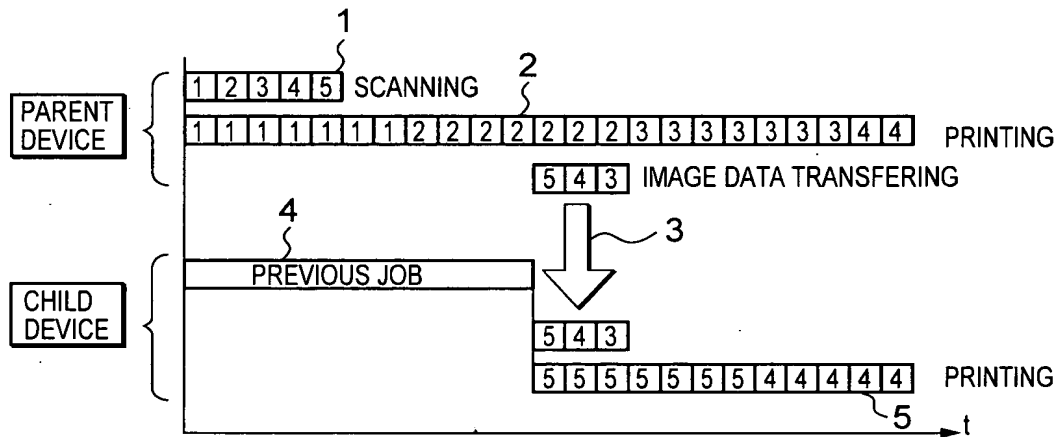 1
1 2 3 4 5 SCANNING
2
PARENT DEVICE
1 1 1 1 1 1 1 2 2 2 2 2 2 2 3 3 3 3 3 3 3 4 4 PRINTING
5 4 3 IMAGE DATA TRANSFERING
3
4
PREVIOUS JOB
CHILD DEVICE
5 4 3
5 5 5 5 5 5 5 4 4 4 4 4 PRINTING
5
t